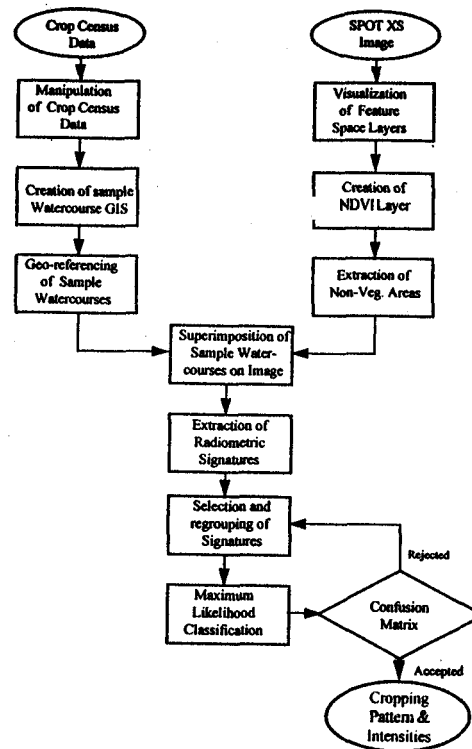 Crop Census
Data
Manipulation
of Crop Census
Data
Creation of sample
Watercourse GIS
Geo-referencing
of Sample
Watercourses
SPOT XS
Image
Visualization
of Feature
Space Layers
Creation of
NDVI Layer
Extraction of
Non-Veg. Areas
Superimposition of
Sample Water-
courses on Image
Extraction of
Radiometric
Signatures
Selection and
regrouping of
Signatures
Maximum
Likelihood
Classification
Rejected
Confusion
Matrix
Accepted
Cropping
Pattern &
Intensities